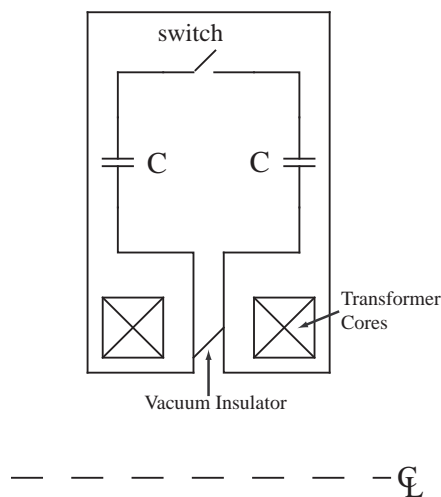 switch
C
C
Transformer
Cores
Vacuum Insulator
℄